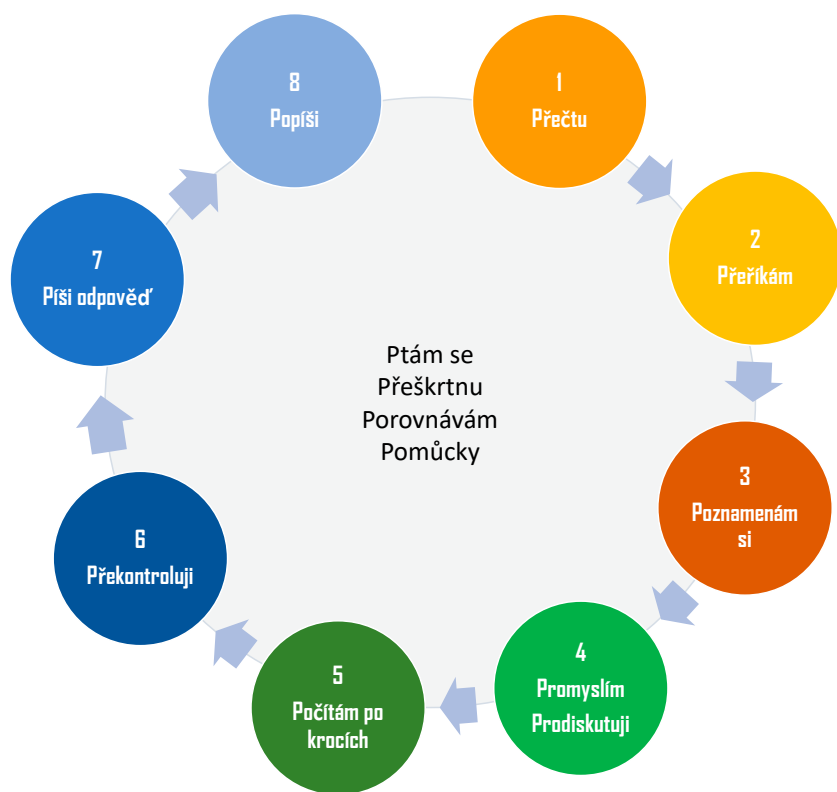 1
Přečtu
2
Přeříkám
3
Poznamenám
si
4
Promyslím
Prodiskutuji
5
Počítám po
krocích
6
Překontroluji
7
Píši odpověď
8
Popíši
Ptám se
Přeškrtnu
Porovnávám
Pomůcky